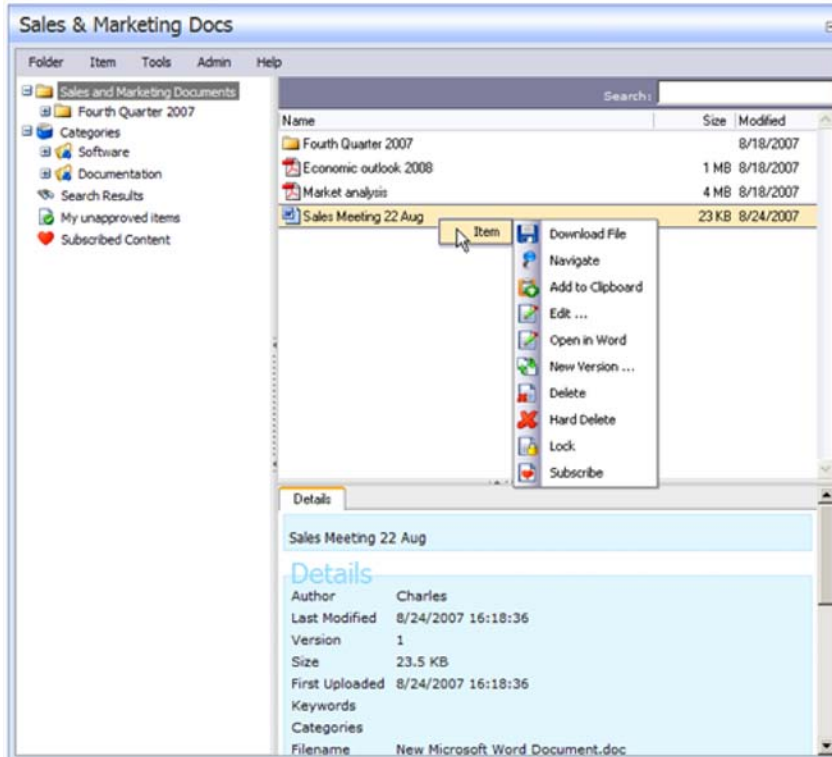 Sales & Marketing Docs
Folder Item Tools Admin Help
Sales and Marketing Documents
Fourth Quarter 2007
Categories
Software
Documentation
Search Results
My unapproved items
Subscribed Content
Search:
Name Size Modified
Fourth Quarter 2007 8/18/2007
Economic outlook 2008 1 MB 8/18/2007
Market analysis 4 MB 8/18/2007
Sales Meeting 22 Aug 23 KB 8/24/2007
Item
Download File
Navigate
Add to Clipboard
Edit ...
Open in Word
New Version ...
Delete
Hard Delete
Lock
Subscribe
Details
Sales Meeting 22 Aug
Details
Author Charles
Last Modified 8/24/2007 16:18:36
Version 1
Size 23.5 KB
First Uploaded 8/24/2007 16:18:36
Keywords
Categories
Filename New Microsoft Word Document.doc